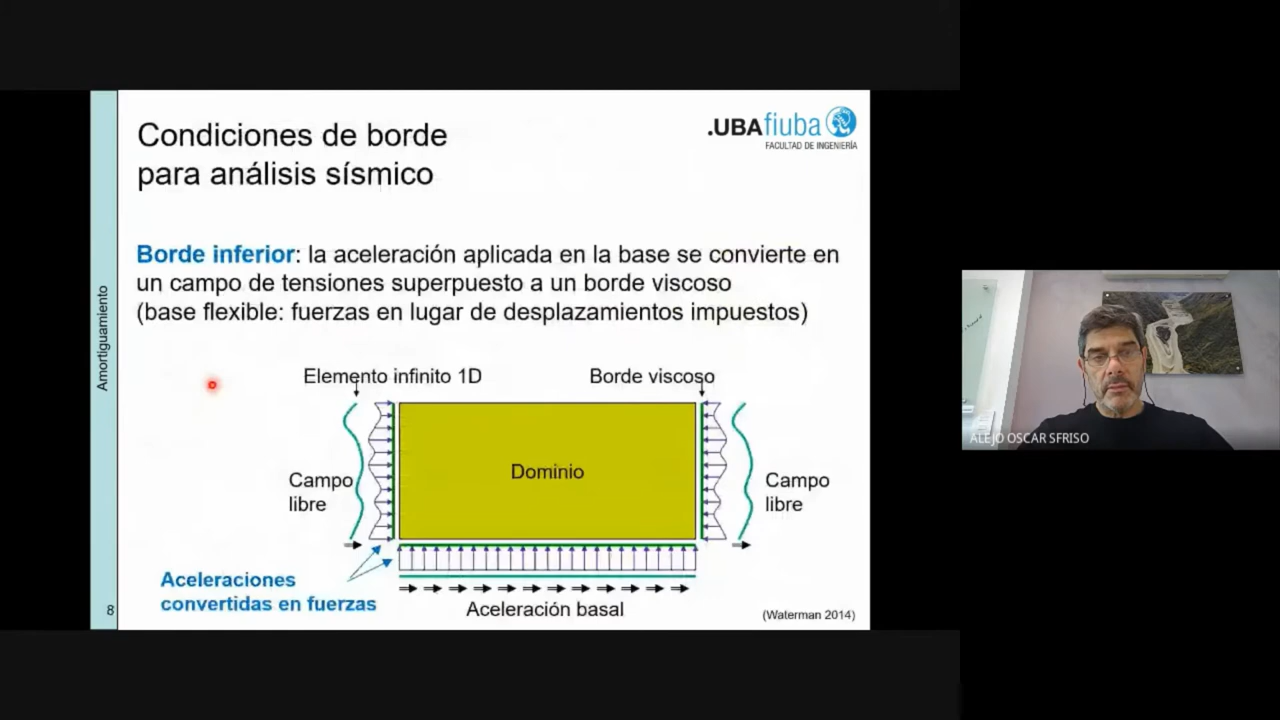 Condiciones de borde
para análisis sísmico
.UBAfiuba
FACULTAD DE INGENIERÍA
Borde inferior: la aceleración aplicada en la base se convierte en
un campo de tensiones superpuesto a un borde viscoso
(base flexible: fuerzas en lugar de desplazamientos impuestos)
Amortiguamiento
Elemento infinito 1D
Borde viscoso
Dominio
Campo
libre
Campo
libre
Aceleraciones
convertidas en fuerzas
Aceleración basal
(Waterman 2014)
8
ALEJO OSCAR SFRISO